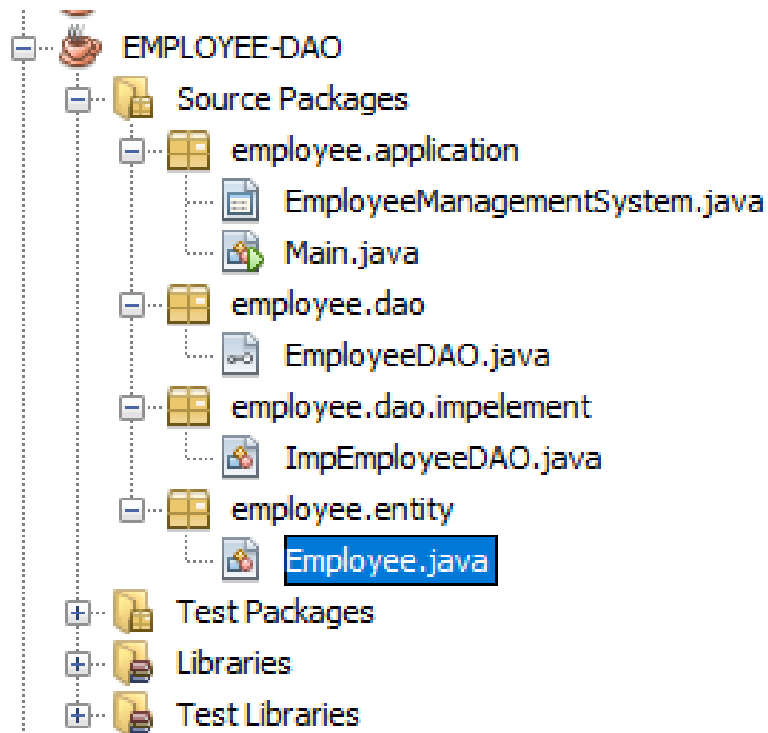 EMPLOYEE-DAO
Source Packages
employee.application
EmployeeManagementSystem.java
Main.java
employee.dao
EmployeeDAO.java
employee.dao.impelement
ImpEmployeeDAO.java
employee.entity
Employee.java
Test Packages
Libraries
Test Libraries